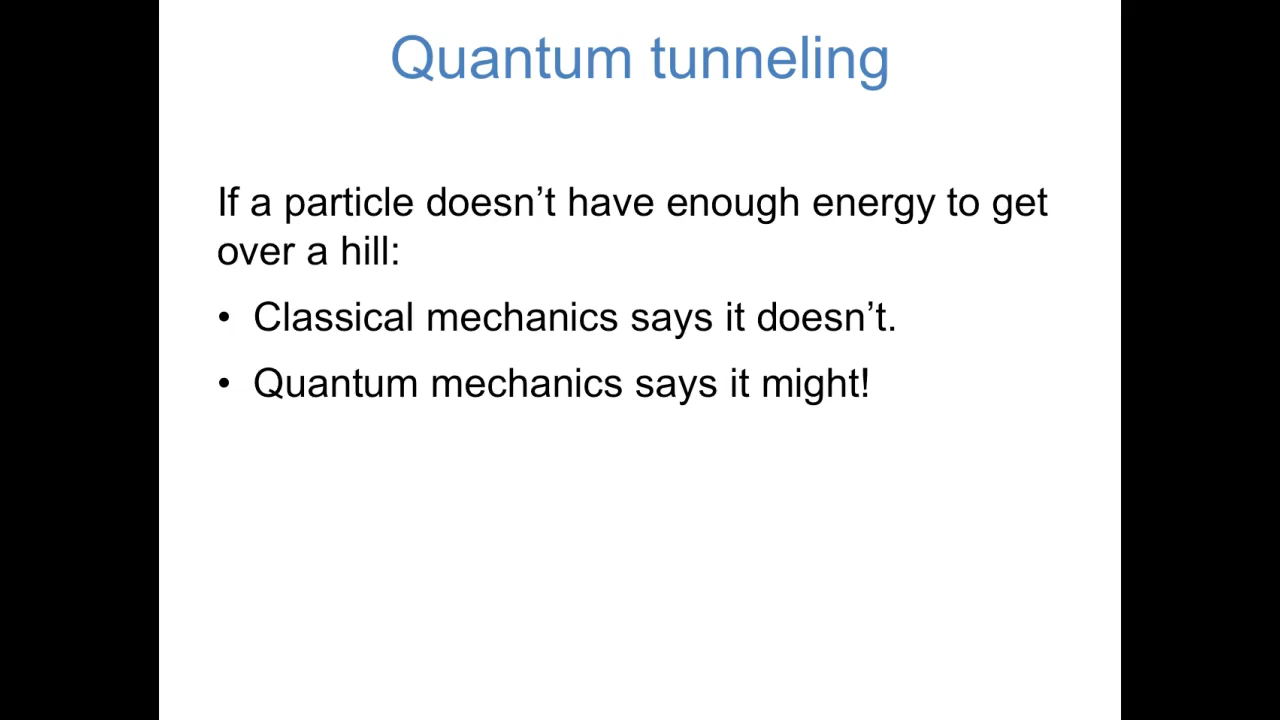 Quantum tunneling
If a particle doesn’t have enough energy to get
over a hill:
• Classical mechanics says it doesn’t.
• Quantum mechanics says it might!